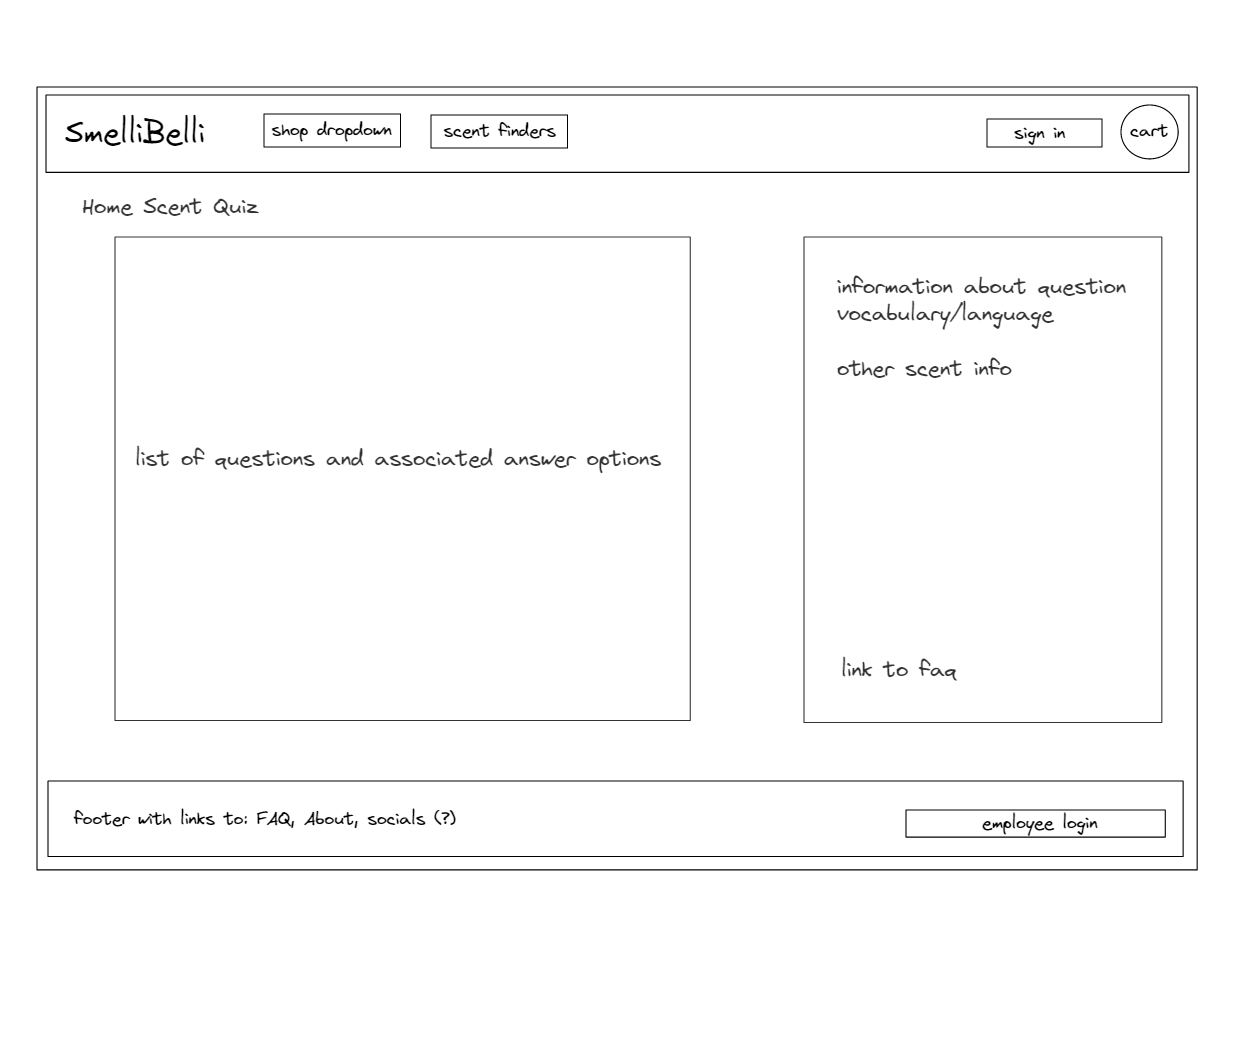 SmelliBelli
shop dropdown
scent finders
sign in
cart
Home Scent Quiz
list of questions and associated answer options
information about question
vocabulary/language
other scent info
link to faq
footer with links to: FAQ, About, socials (?)
employee login